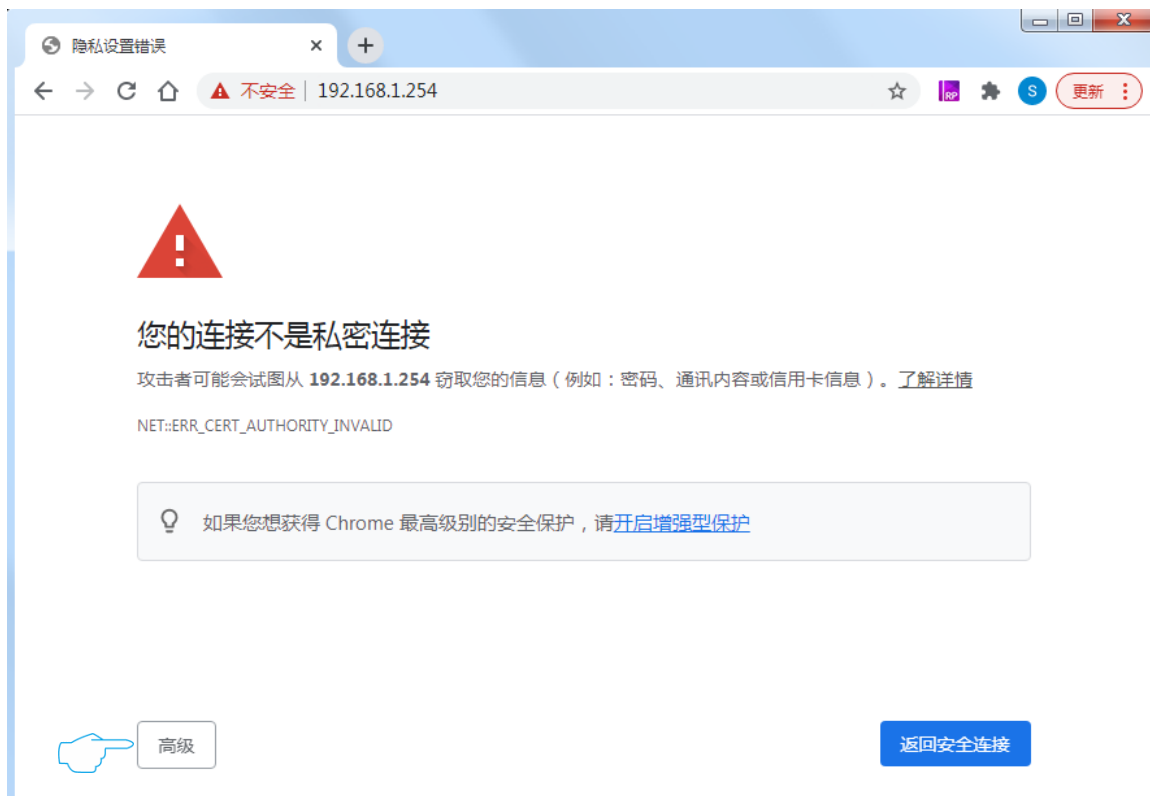 隐私设置错误
不安全 192.168.1.254
RP
S
更新
您的连接不是私密连接
攻击者可能会试图从 192.168.1.254 窃取您的信息（例如：密码、通讯内容或信用卡信息）。了解详情
NET::ERR_CERT_AUTHORITY_INVALID
如果您想获得 Chrome 最高级别的安全保护，请开启增强型保护
高级
返回安全连接